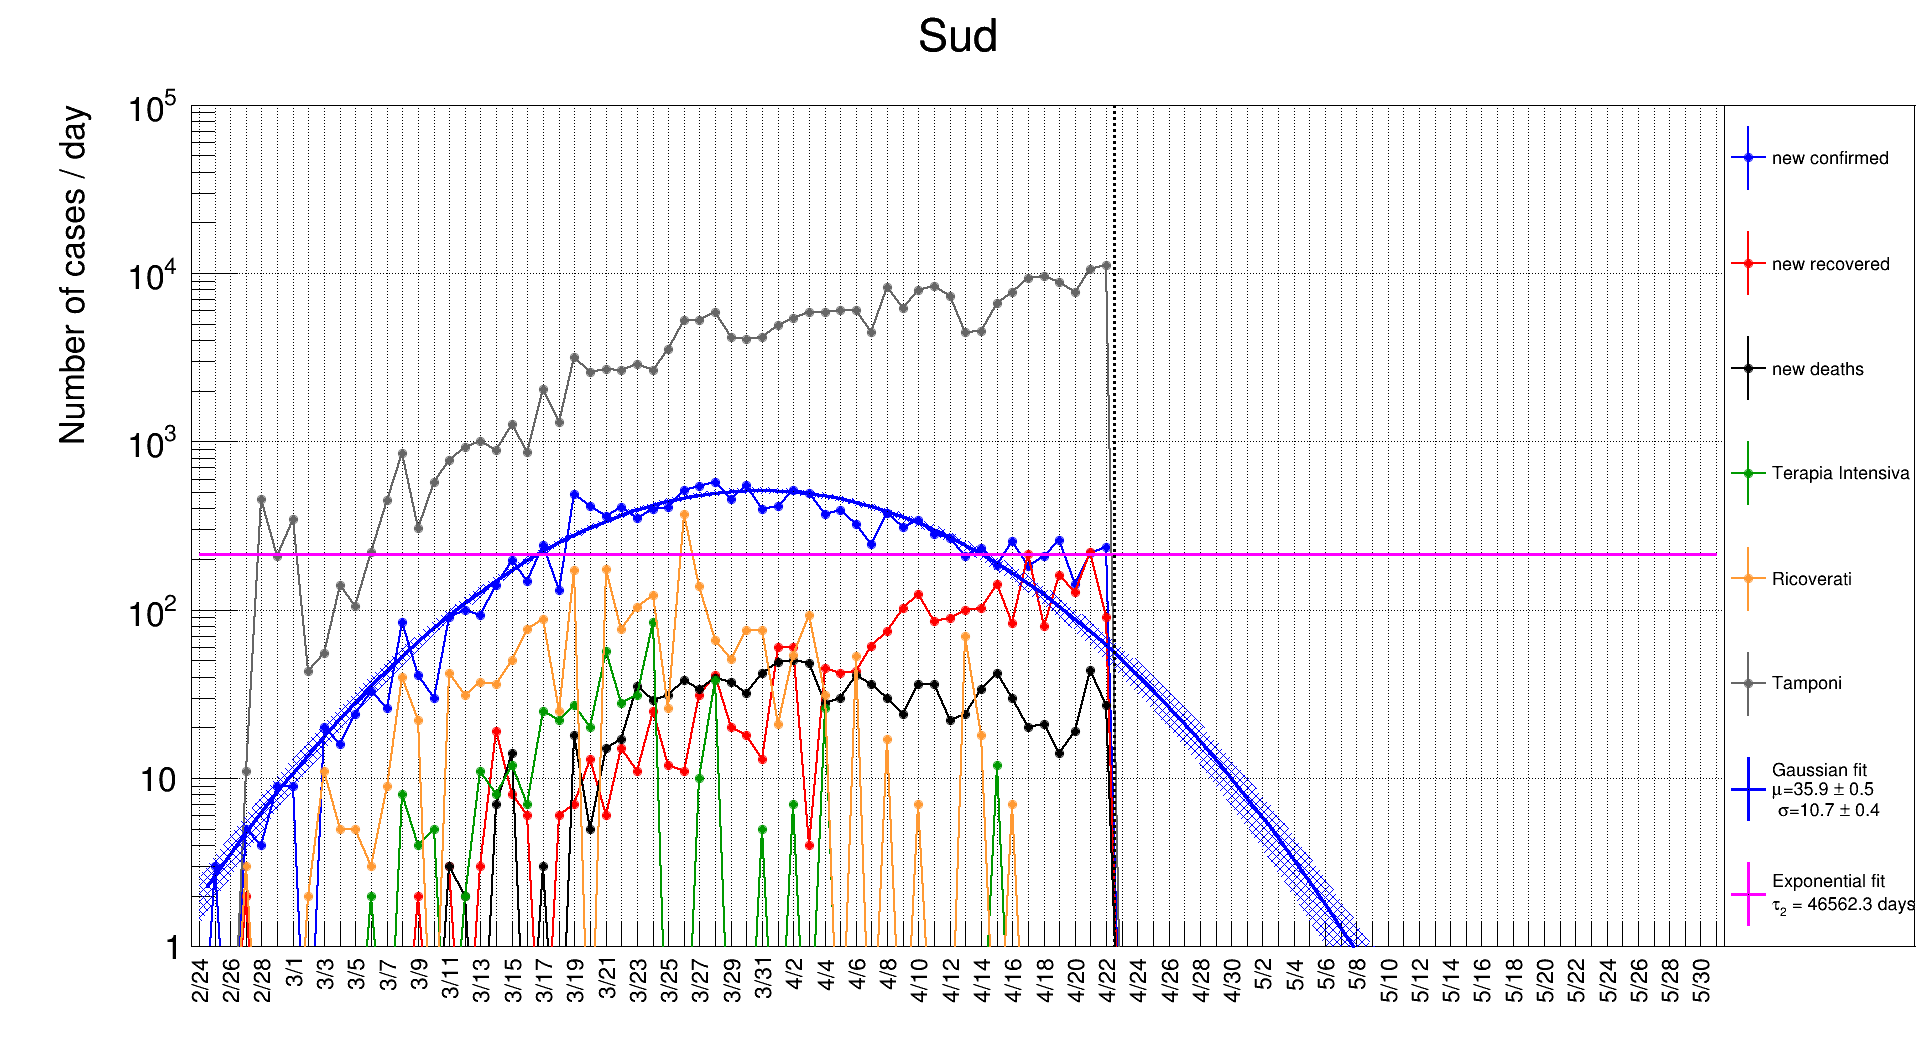 Sud
Number of cases / day
10^5
10^4
10^3
10^2
10
1
2/24 2/26 2/28 3/1 3/3 3/5 3/7 3/9 3/11 3/13 3/15 3/17 3/19 3/21 3/23 3/25 3/27 3/29 3/31 4/2 4/4 4/6 4/8 4/10 4/12 4/14 4/16 4/18 4/20 4/22 4/24 4/26 4/28 4/30 5/2 5/4 5/6 5/8 5/10 5/12 5/14 5/16 5/18 5/20 5/22 5/24 5/26 5/28 5/30
new confirmed
new recovered
new deaths
Terapia Intensiva
Ricoverati
Tamponi
Gaussian fit
μ=35.9 ± 0.5
σ=10.7 ± 0.4
Exponential fit
τ₂ = 46562.3 days